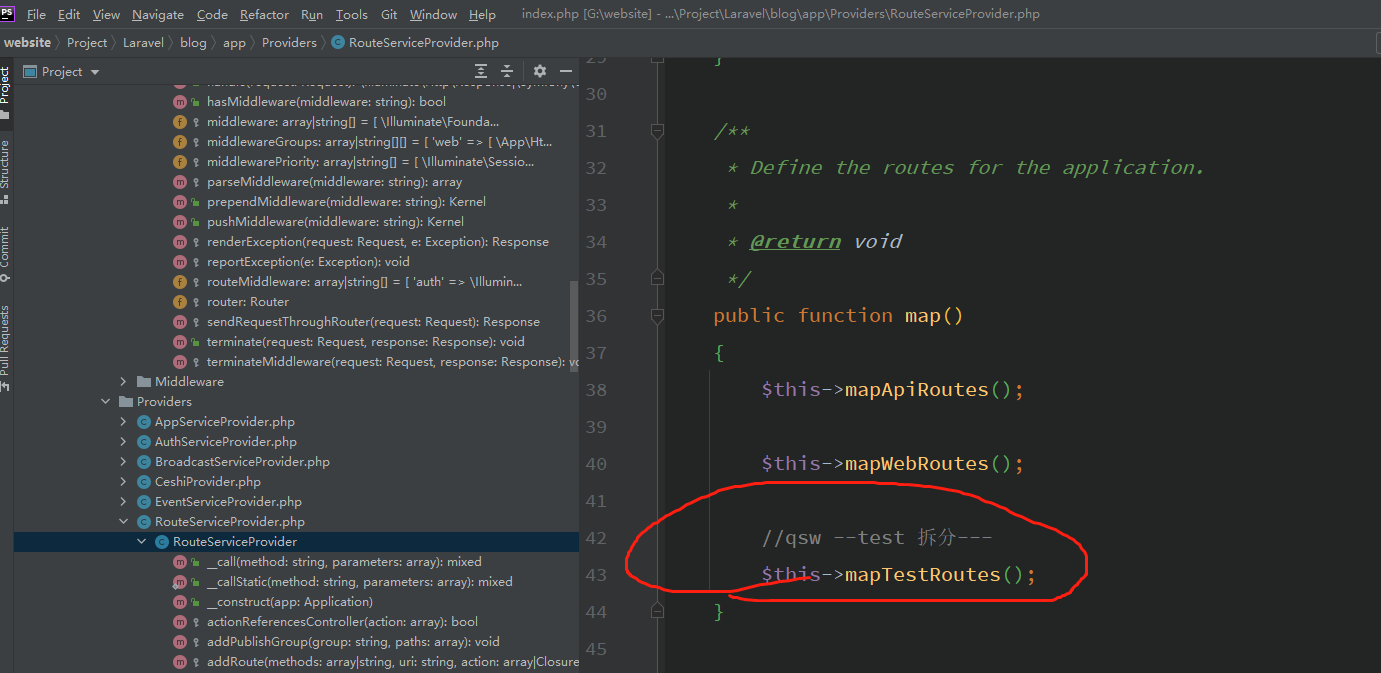 PS File Edit View Navigate Code Refactor Run Tools Git Window Help index.php [G:\website] - ...\Project\Laravel\blog\app\Providers\RouteServiceProvider.php
website Project Laravel blog app Providers RouteServiceProvider.php
Project
Project
Structure
Commit
Pull Requests
hasMiddleware(middleware: string): bool
middleware: array|string[] = [ \Illuminate\Founda...
middlewareGroups: array|string[][] = [ 'web' => [ \App\Ht...
middlewarePriority: array|string[] = [ \Illuminate\Sessio...
parseMiddleware(middleware: string): array
prependMiddleware(middleware: string): Kernel
pushMiddleware(middleware: string): Kernel
renderException(request: Request, e: Exception): Response
reportException(e: Exception): void
routeMiddleware: array|string[] = [ 'auth' => \Illumin...
router: Router
sendRequestThroughRouter(request: Request): Response
terminate(request: Request, response: Response): void
terminateMiddleware(request: Request, response: Response): vo
Middleware
Providers
AppServiceProvider.php
AuthServiceProvider.php
BroadcastServiceProvider.php
CeshiProvider.php
EventServiceProvider.php
RouteServiceProvider.php
RouteServiceProvider
__call(method: string, parameters: array): mixed
__callStatic(method: string, parameters: array): mixed
__construct(app: Application)
actionReferencesController(action: array): bool
addPublishGroup(group: string, paths: array): void
addRoute(methods: array|string, uri: string, action: array|Closure
29 }
30
31 /**
32 * Define the routes for the application.
33 *
34 * @return void
35 */
36 public function map()
37 {
38 $this->mapApiRoutes();
39
40 $this->mapWebRoutes();
41
42 //qsw --test 拆分---
43 $this->mapTestRoutes();
44 }
45